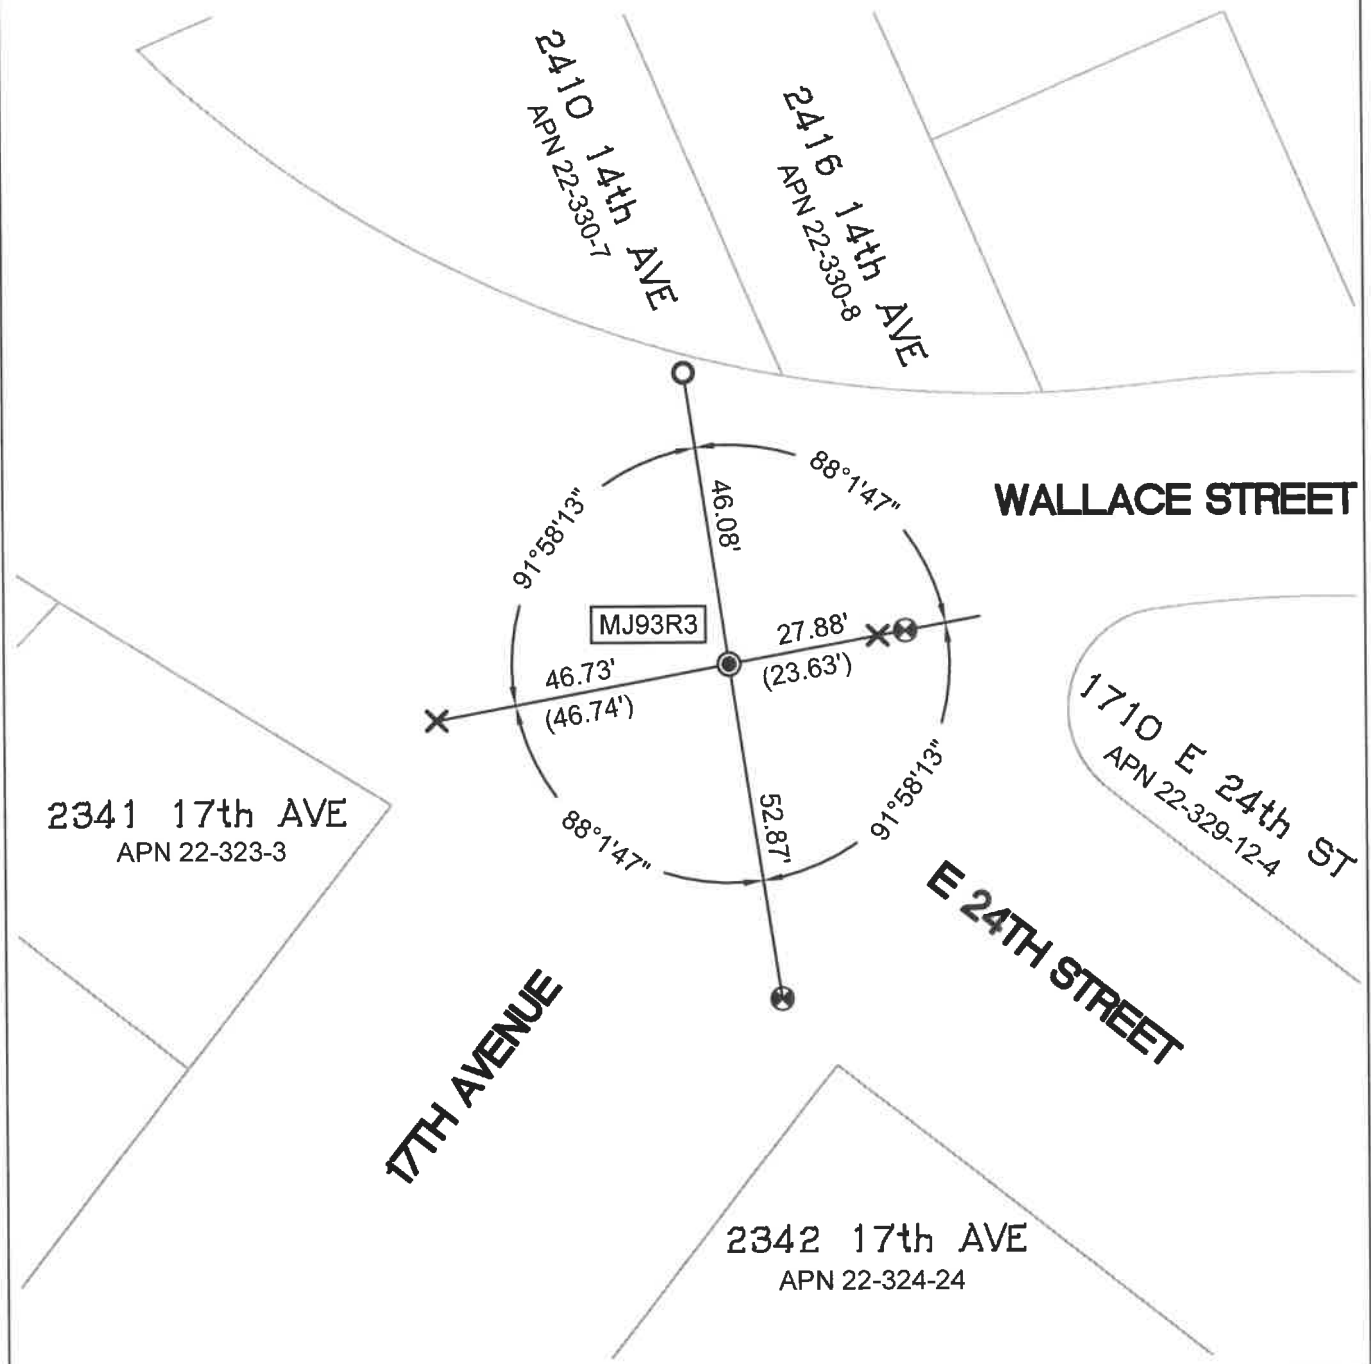 2410 14th AVE
APN 22-330-7
2416 14th AVE
APN 22-330-8
88°1'47"
WALLACE STREET
46.08'
91°58'13"
MJ93R3
27.88'
(23.63')
46.73'
(46.74')
1710 E 24th ST
APN 22-329-12-4
2341 17th AVE
APN 22-323-3
52.87'
91°58'13"
88°1'47"
E 24TH STREET
17TH AVENUE
2342 17th AVE
APN 22-324-24